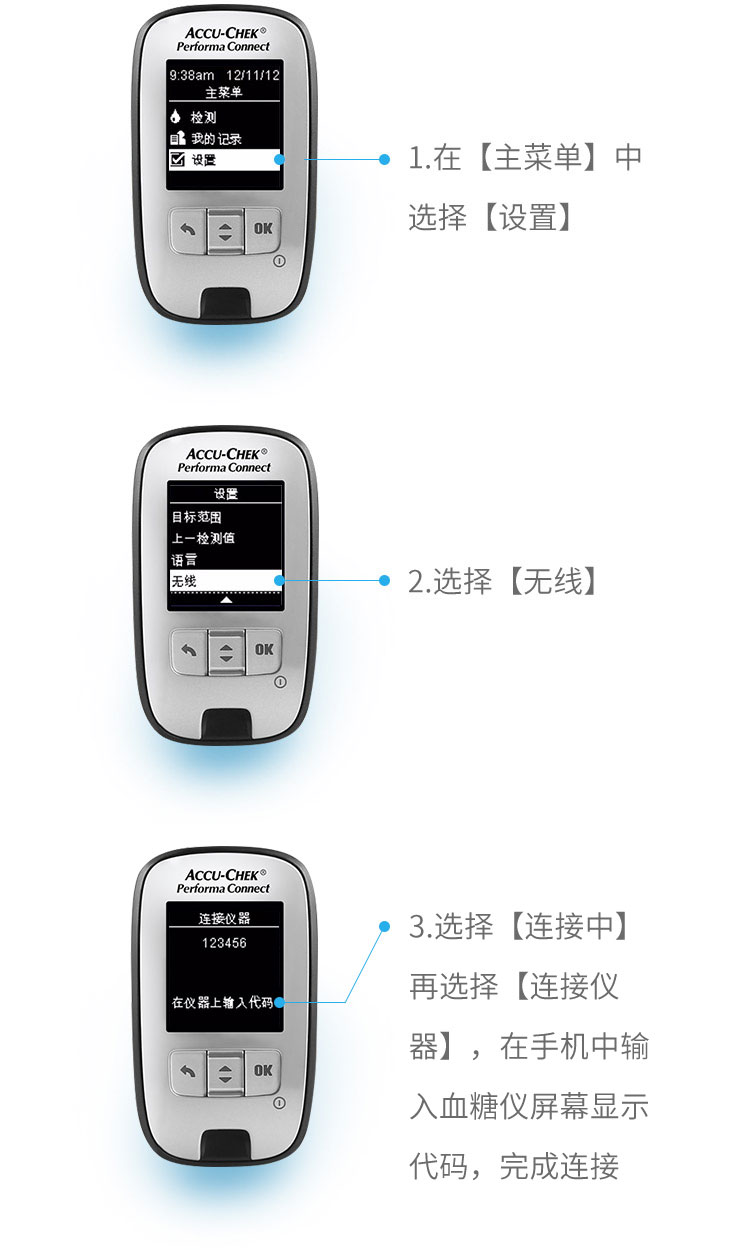 ACCU-CHEK®
Performa Connect
9:38am 12/11/12
主菜单
检测
我的记录
设置
OK
1.在【主菜单】中
选择【设置】
ACCU-CHEK®
Performa Connect
设置
目标范围
上一检测值
语言
无线
OK
2.选择【无线】
ACCU-CHEK®
Performa Connect
连接仪器
123456
在仪器上输入代码
OK
3.选择【连接中】
再选择【连接仪
器】，在手机中输
入血糖仪屏幕显示
代码，完成连接